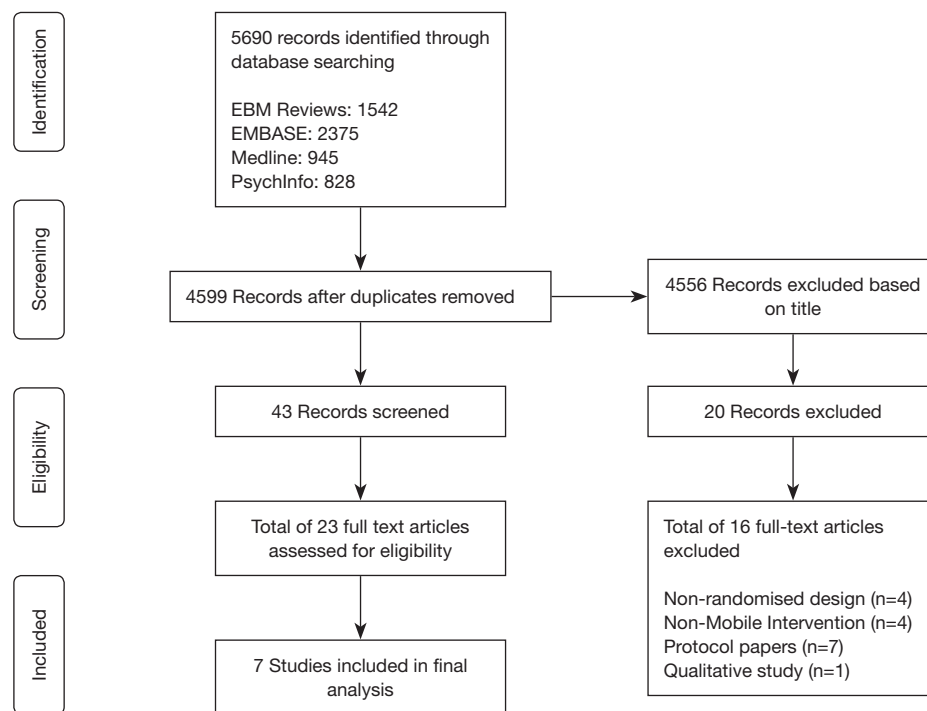 Identification
5690 records identified through
database searching
EBM Reviews: 1542
EMBASE: 2375
Medline: 945
PsychInfo: 828
Screening
4599 Records after duplicates removed
4556 Records excluded based
on title
Eligibility
43 Records screened
20 Records excluded
Total of 23 full text articles
assessed for eligibility
Total of 16 full-text articles
excluded
Non-randomised design (n=4)
Non-Mobile Intervention (n=4)
Protocol papers (n=7)
Qualitative study (n=1)
Included
7 Studies included in final
analysis